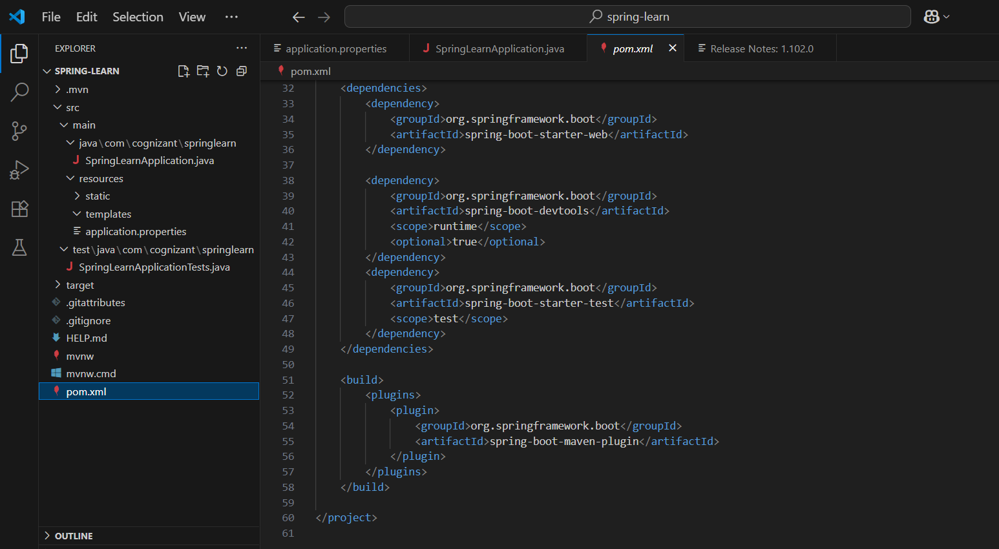 File Edit Selection View
spring-learn
EXPLORER
SPRING-LEARN
.mvn
src
main
java\com\cognizant\springlearn
SpringLearnApplication.java
resources
static
templates
application.properties
test\java\com\cognizant\springlearn
SpringLearnApplicationTests.java
target
.gitattributes
.gitignore
HELP.md
mvnw
mvnw.cmd
pom.xml
OUTLINE
application.properties
SpringLearnApplication.java
pom.xml
Release Notes: 1.102.0
pom.xml
32 <dependencies>
33 <dependency>
34 <groupId>org.springframework.boot</groupId>
35 <artifactId>spring-boot-starter-web</artifactId>
36 </dependency>
37
38 <dependency>
39 <groupId>org.springframework.boot</groupId>
40 <artifactId>spring-boot-devtools</artifactId>
41 <scope>runtime</scope>
42 <optional>true</optional>
43 </dependency>
44 <dependency>
45 <groupId>org.springframework.boot</groupId>
46 <artifactId>spring-boot-starter-test</artifactId>
47 <scope>test</scope>
48 </dependency>
49 </dependencies>
50
51 <build>
52 <plugins>
53 <plugin>
54 <groupId>org.springframework.boot</groupId>
55 <artifactId>spring-boot-maven-plugin</artifactId>
56 </plugin>
57 </plugins>
58 </build>
59
60 </project>
61